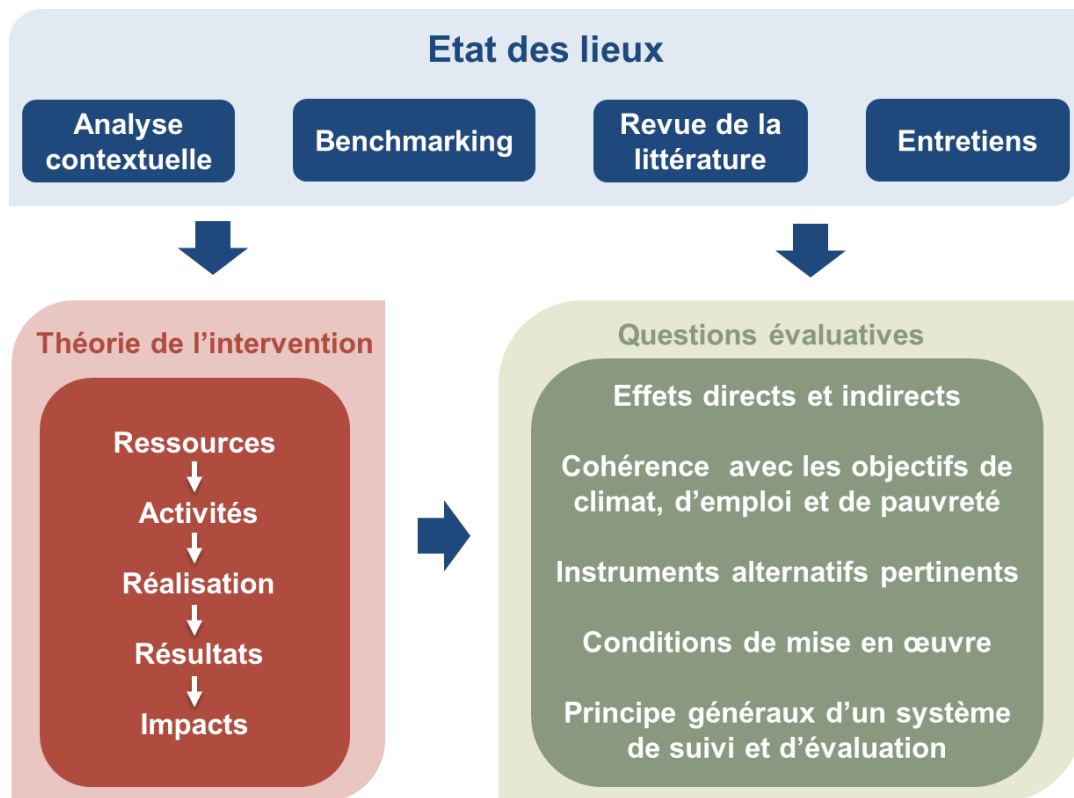 Etat des lieux
Analyse
contextuelle
Benchmarking
Revue de la
littérature
Entretiens
Théorie de l’intervention
Ressources
Activités
Réalisation
Résultats
Impacts
Questions évaluatives
Effets directs et indirects
Cohérence avec les objectifs de
climat, d’emploi et de pauvreté
Instruments alternatifs pertinents
Conditions de mise en œuvre
Principe généraux d’un système
de suivi et d’évaluation